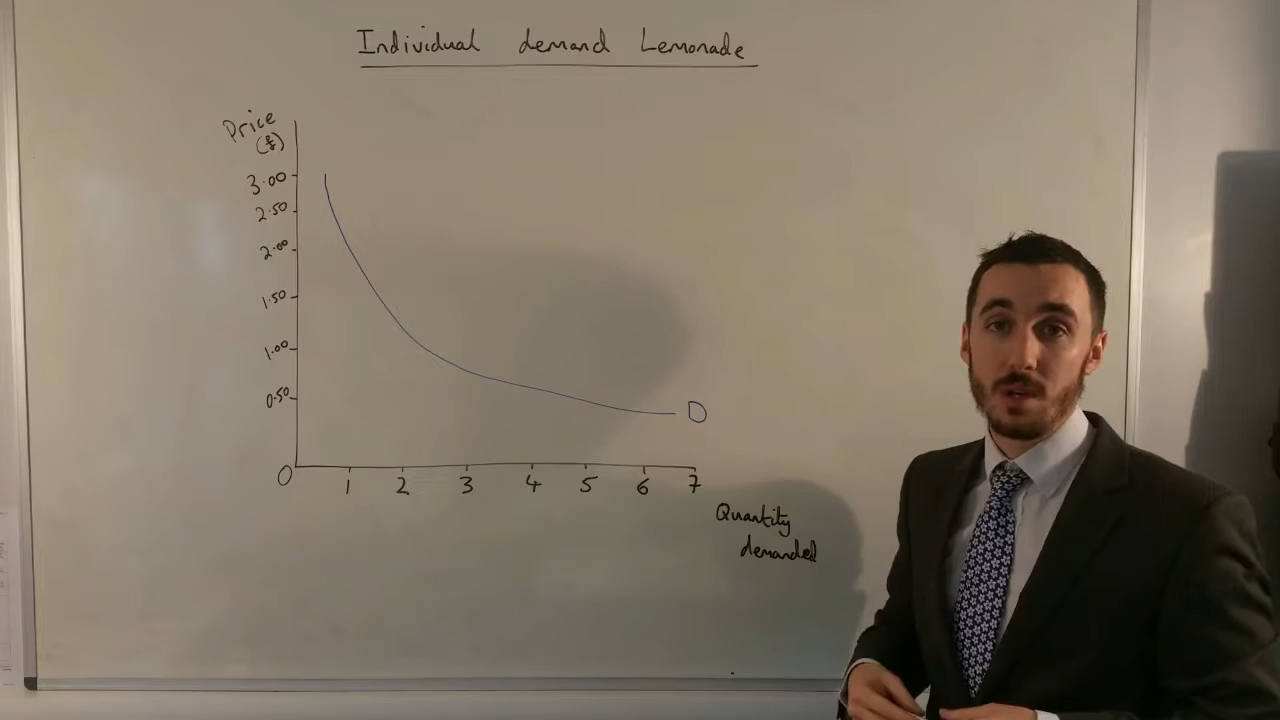 Individual demand Lemonade
Price
(£)
3.00
2.50
2.00
1.50
1.00
0.50
D
0 1 2 3 4 5 6 7
Quantity
demanded